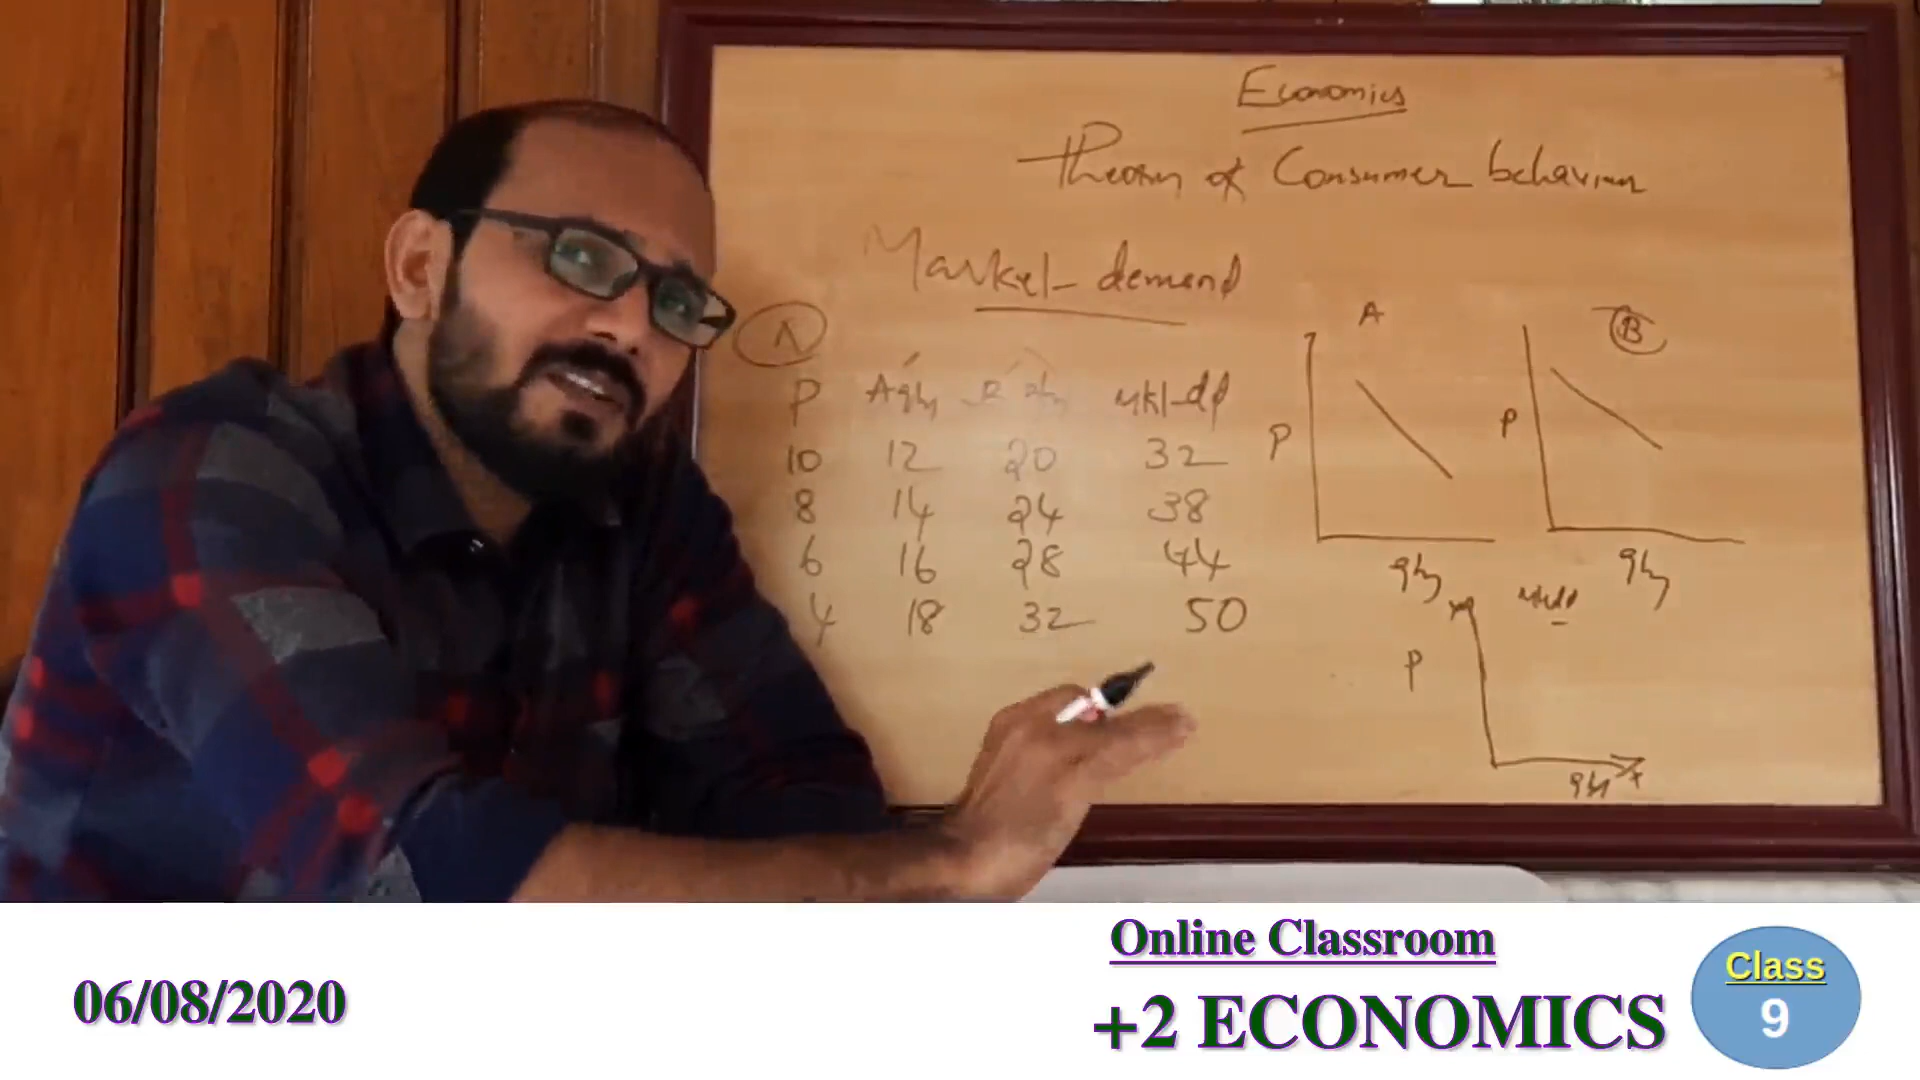 Economics
Theory of Consumer behaviour
Market demand
A
P A qty B qty mkt dd
10 12 20 32
8 14 24 38
6 16 28 44
4 18 32 50
A
P
qty
B
P
qty
mkt dd
P
qty x
06/08/2020
Online Classroom
+2 ECONOMICS
Class
9